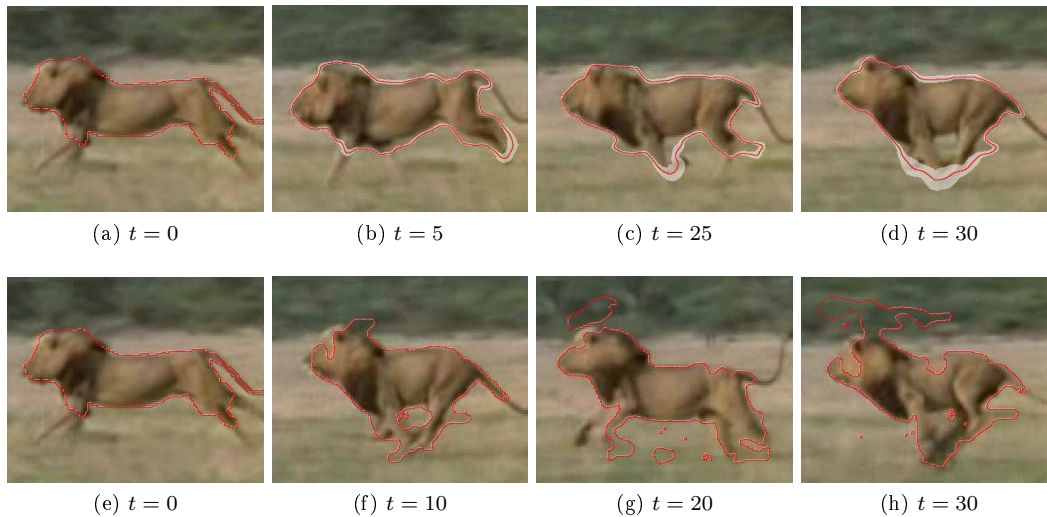 (a) t = 0
(b) t = 5
(c) t = 25
(d) t = 30
(e) t = 0
(f) t = 10
(g) t = 20
(h) t = 30